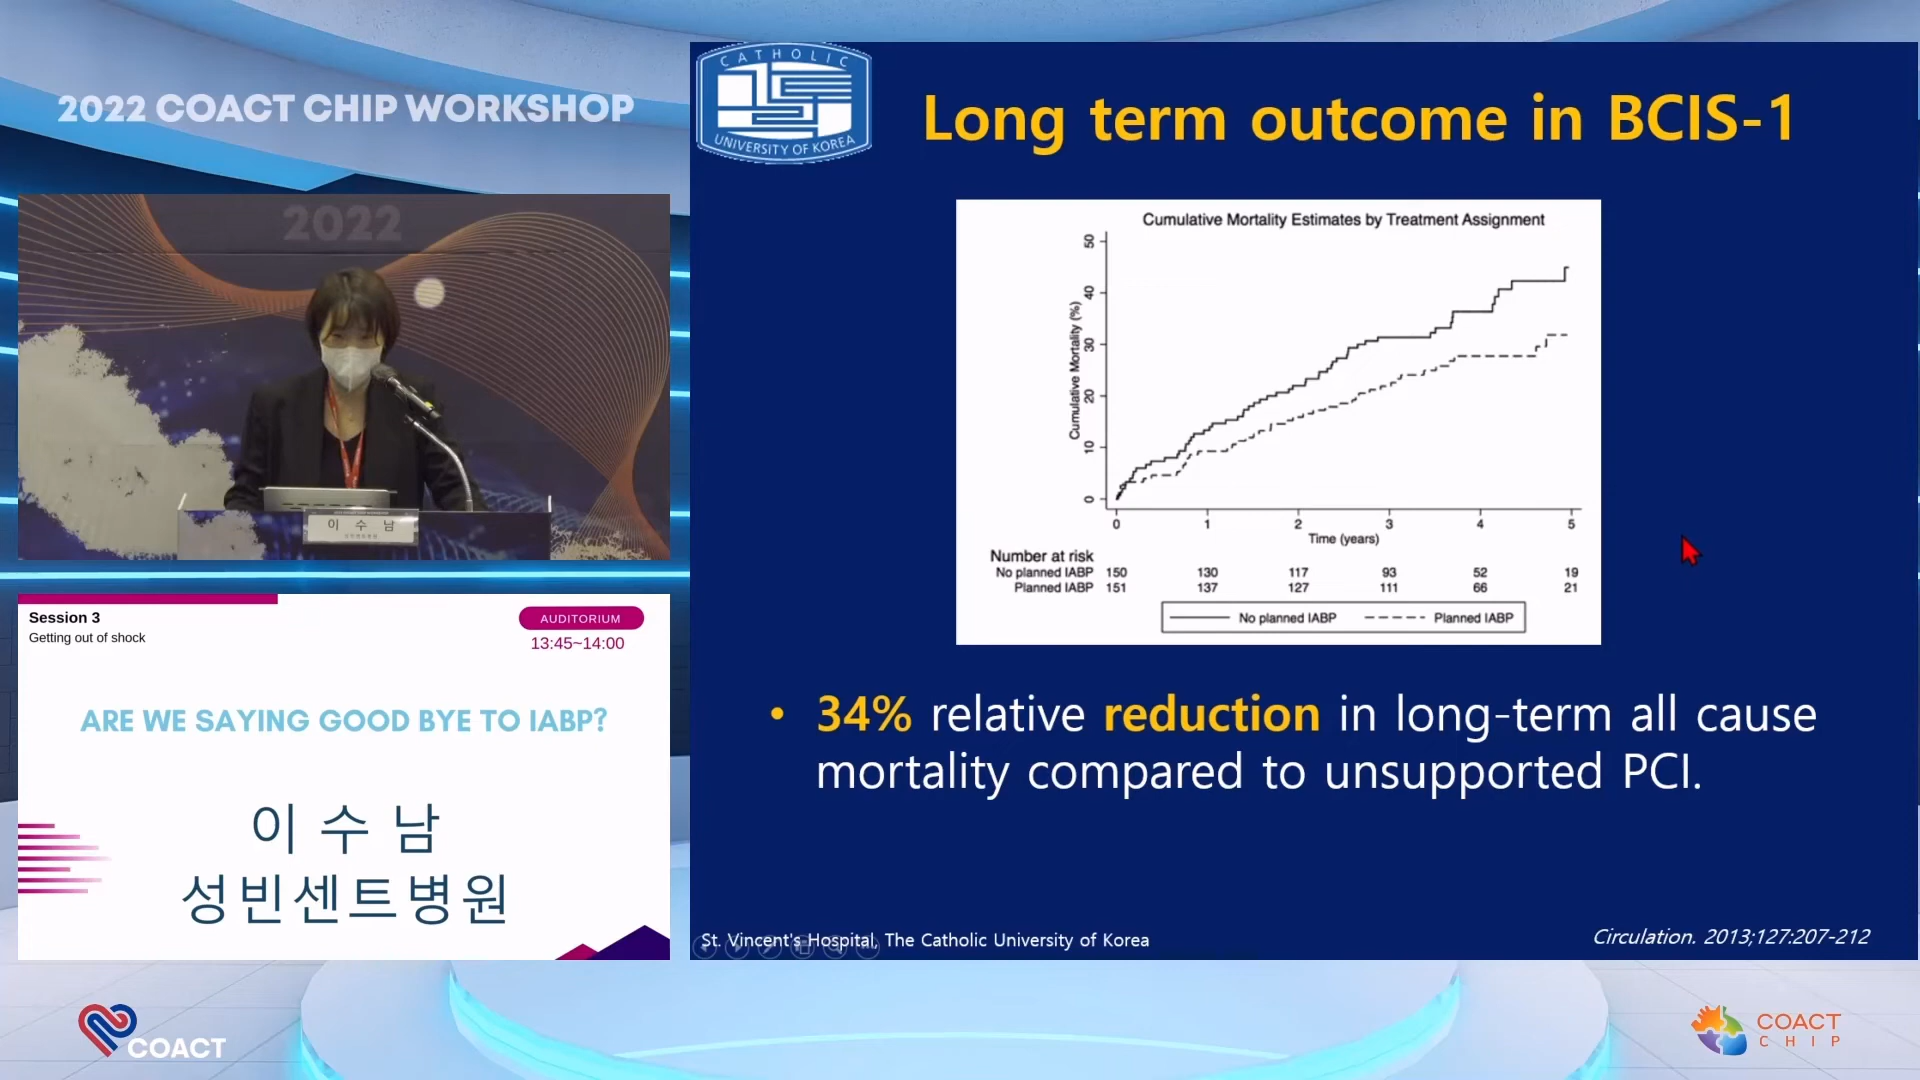 2022 COACT CHIP WORKSHOP
2022
이 수 남
Session 3
Getting out of shock
AUDITORIUM
13:45~14:00
ARE WE SAYING GOOD BYE TO IABP?
이 수 남
성빈센트병원
COACT
CATHOLIC
UNIVERSITY OF KOREA
Long term outcome in BCIS-1
Cumulative Mortality Estimates by Treatment Assignment
Cumulative Mortality (%)
50
40
30
20
10
0
0 1 2 3 4 5
Time (years)
Number at risk
No planned IABP 150 130 117 93 52 19
Planned IABP 151 137 127 111 66 21
No planned IABP Planned IABP
• 34% relative reduction in long-term all cause
mortality compared to unsupported PCI.
St. Vincent's Hospital, The Catholic University of Korea
Circulation. 2013;127:207-212
COACT
CHIP